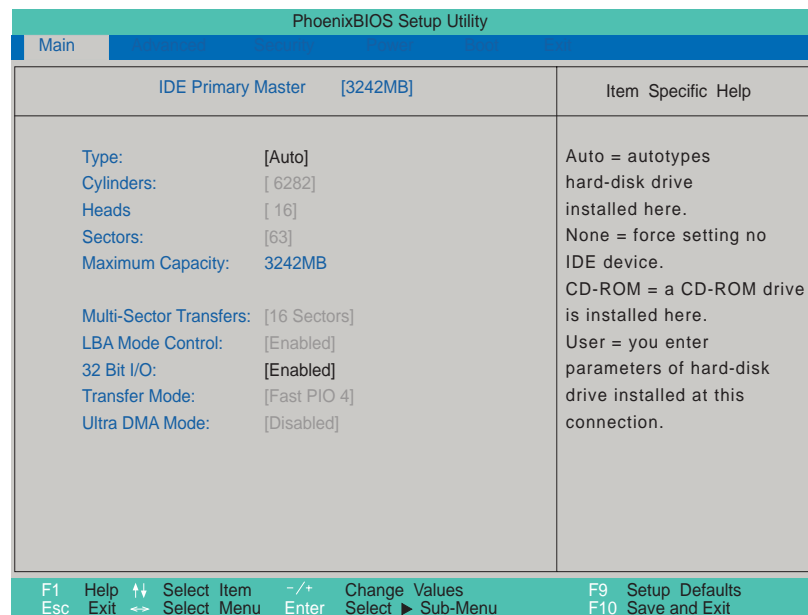 PhoenixBIOS Setup Utility
Main Advanced Security Power Boot Exit
IDE Primary Master [3242MB]
Item Specific Help
Type: [Auto]
Cylinders: [ 6282]
Heads [ 16]
Sectors: [63]
Maximum Capacity: 3242MB
Multi-Sector Transfers: [16 Sectors]
LBA Mode Control: [Enabled]
32 Bit I/O: [Enabled]
Transfer Mode: [Fast PIO 4]
Ultra DMA Mode: [Disabled]
Auto = autotypes
hard-disk drive
installed here.
None = force setting no
IDE device.
CD-ROM = a CD-ROM drive
is installed here.
User = you enter
parameters of hard-disk
drive installed at this
connection.
F1 Help ↑↓ Select Item -/+ Change Values F9 Setup Defaults
Esc Exit ↔ Select Menu Enter Select ▶ Sub-Menu F10 Save and Exit